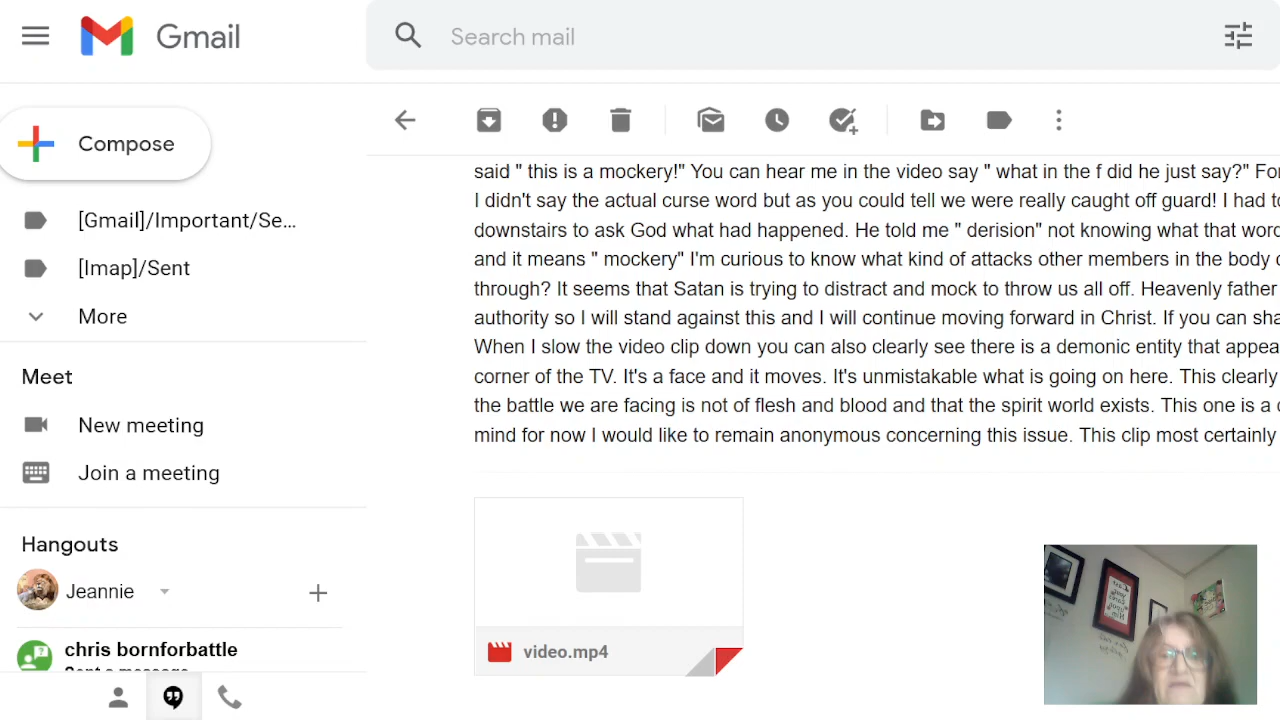 Gmail
Search mail
Compose
[Gmail]/Important/Se...
[Imap]/Sent
More
Meet
New meeting
Join a meeting
Hangouts
Jeannie
chris bornforbattle
Sent a message
said " this is a mockery!" You can hear me in the video say " what in the f did he just say?" For
I didn't say the actual curse word but as you could tell we were really caught off guard! I had to
downstairs to ask God what had happened. He told me " derision" not knowing what that word
and it means " mockery" I'm curious to know what kind of attacks other members in the body o
through? It seems that Satan is trying to distract and mock to throw us all off. Heavenly father
authority so I will stand against this and I will continue moving forward in Christ. If you can sha
When I slow the video clip down you can also clearly see there is a demonic entity that appea
corner of the TV. It's a face and it moves. It's unmistakable what is going on here. This clearly
the battle we are facing is not of flesh and blood and that the spirit world exists. This one is a c
mind for now I would like to remain anonymous concerning this issue. This clip most certainly
video.mp4